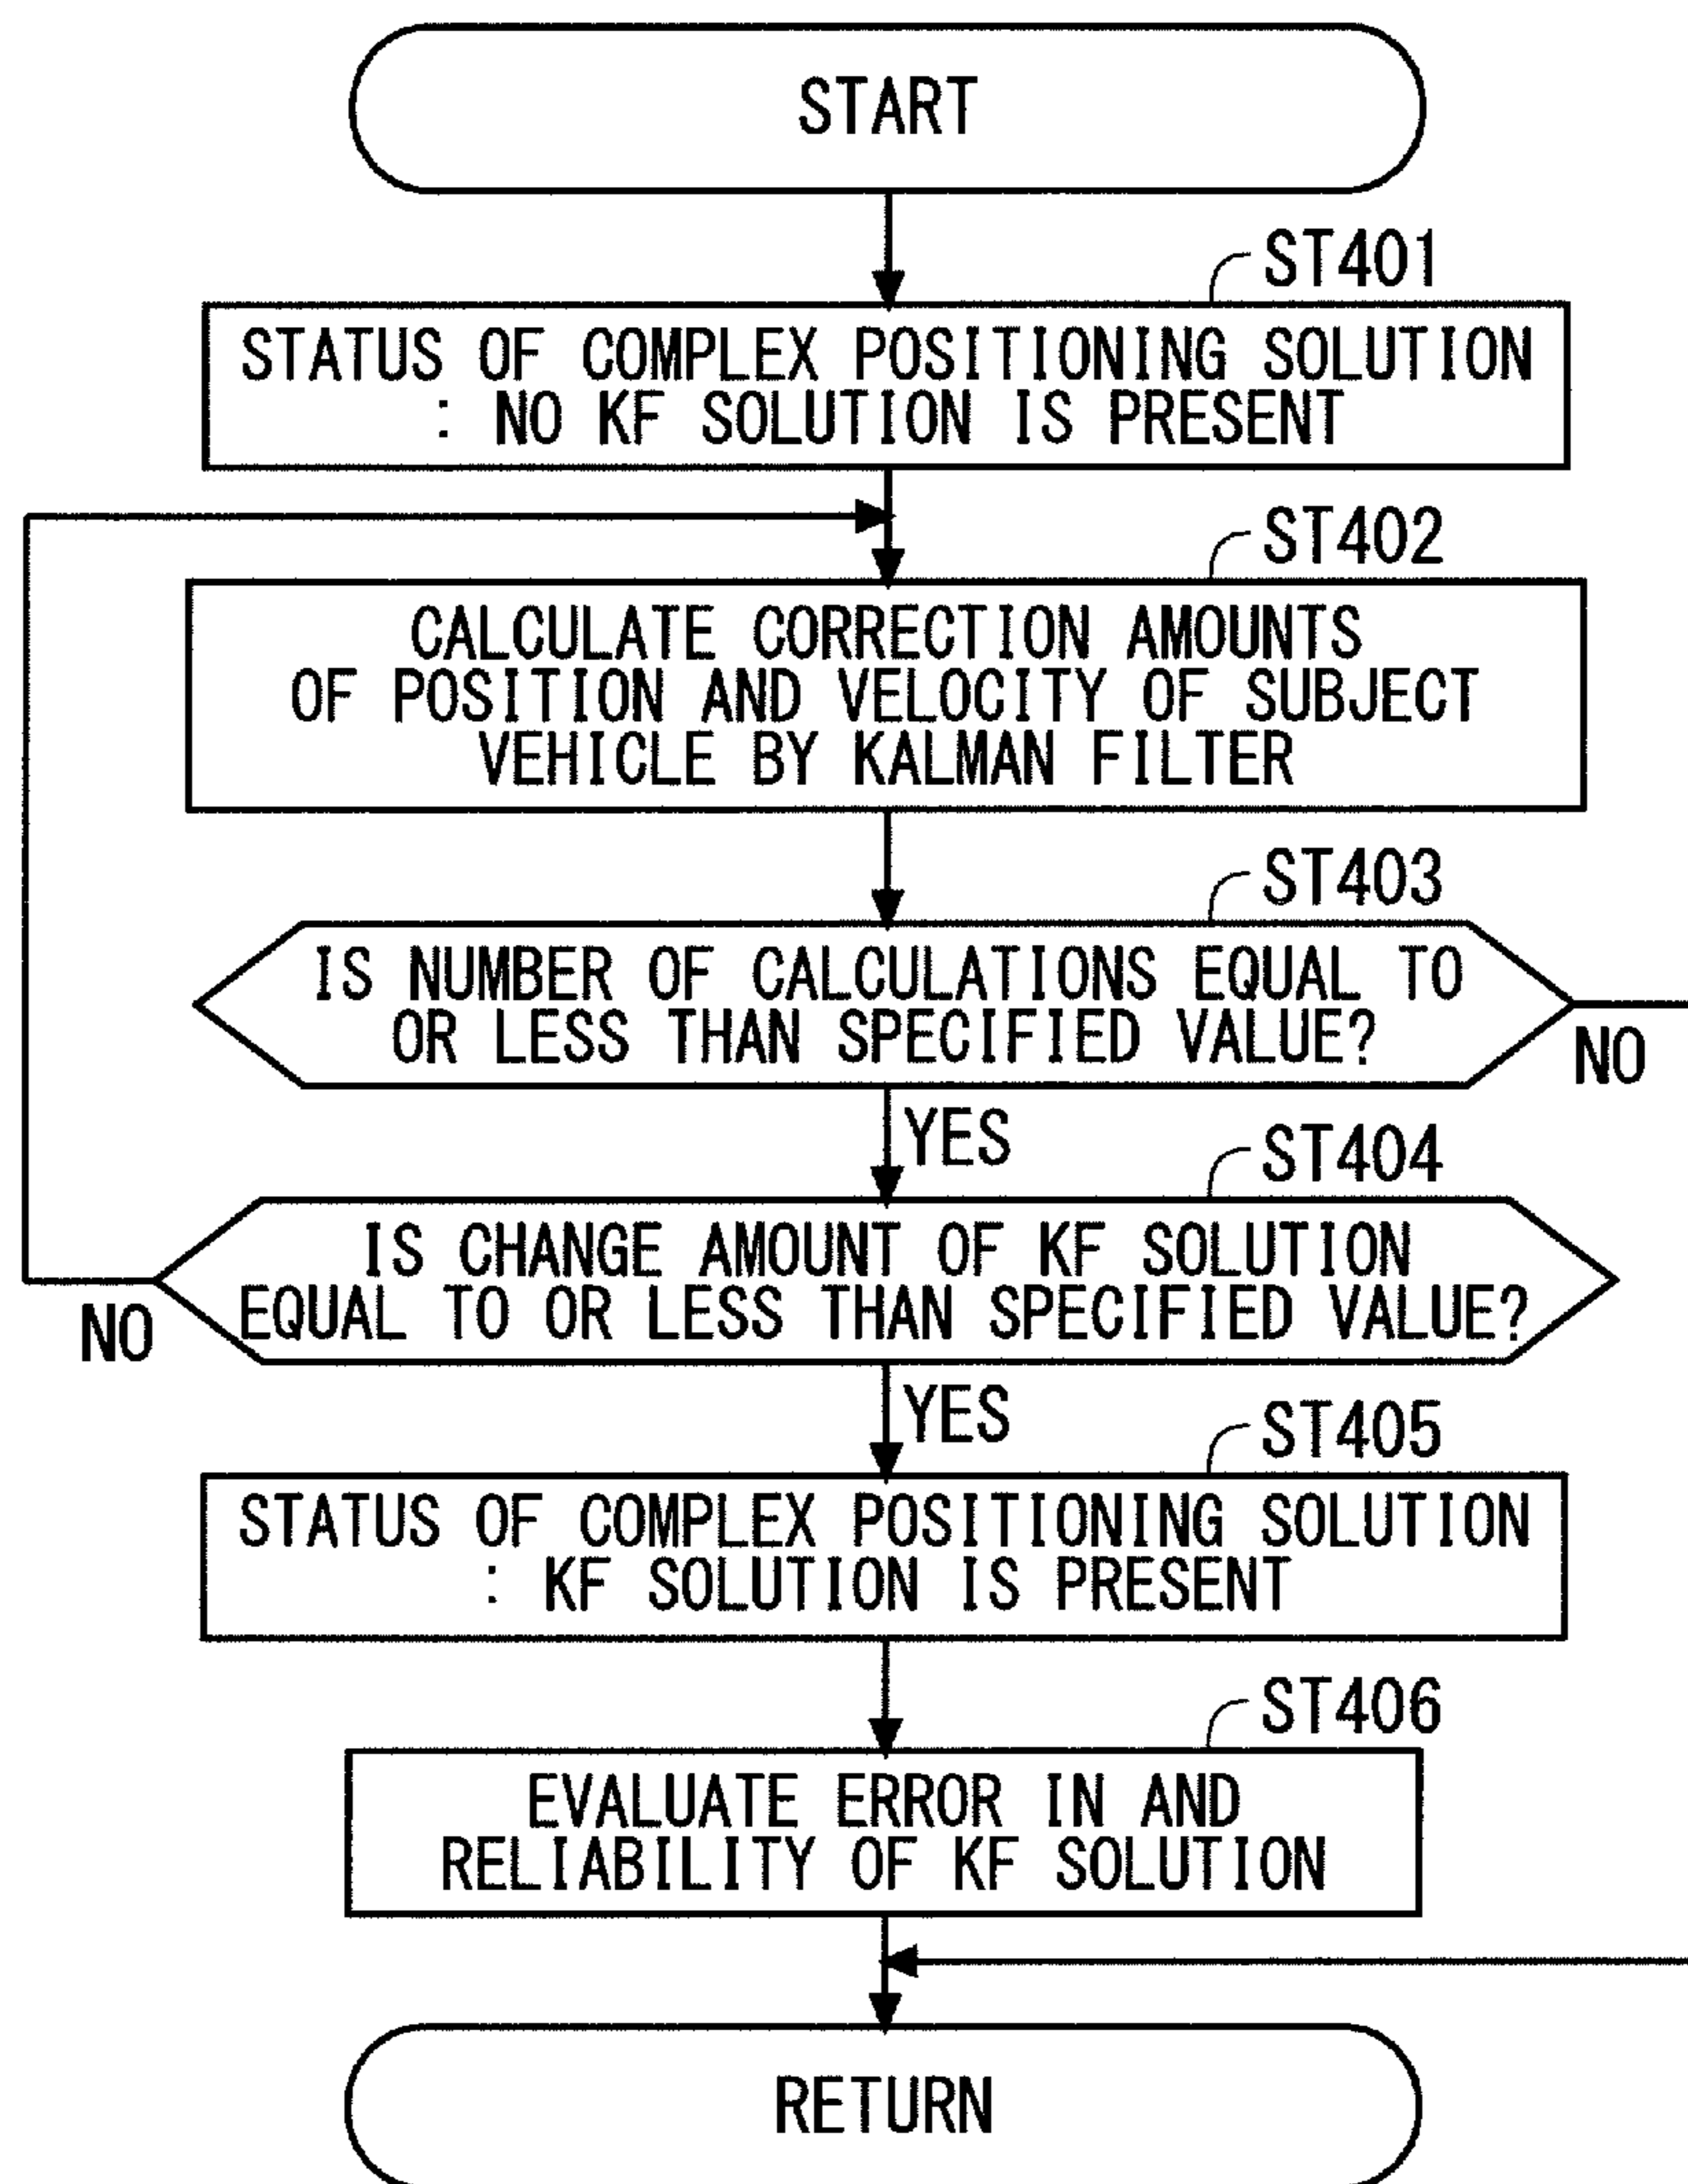 START
ST401
STATUS OF COMPLEX POSITIONING SOLUTION
: NO KF SOLUTION IS PRESENT
ST402
CALCULATE CORRECTION AMOUNTS
OF POSITION AND VELOCITY OF SUBJECT
VEHICLE BY KALMAN FILTER
ST403
IS NUMBER OF CALCULATIONS EQUAL TO
OR LESS THAN SPECIFIED VALUE?
NO
YES
ST404
IS CHANGE AMOUNT OF KF SOLUTION
EQUAL TO OR LESS THAN SPECIFIED VALUE?
NO
YES
ST405
STATUS OF COMPLEX POSITIONING SOLUTION
: KF SOLUTION IS PRESENT
ST406
EVALUATE ERROR IN AND
RELIABILITY OF KF SOLUTION
RETURN